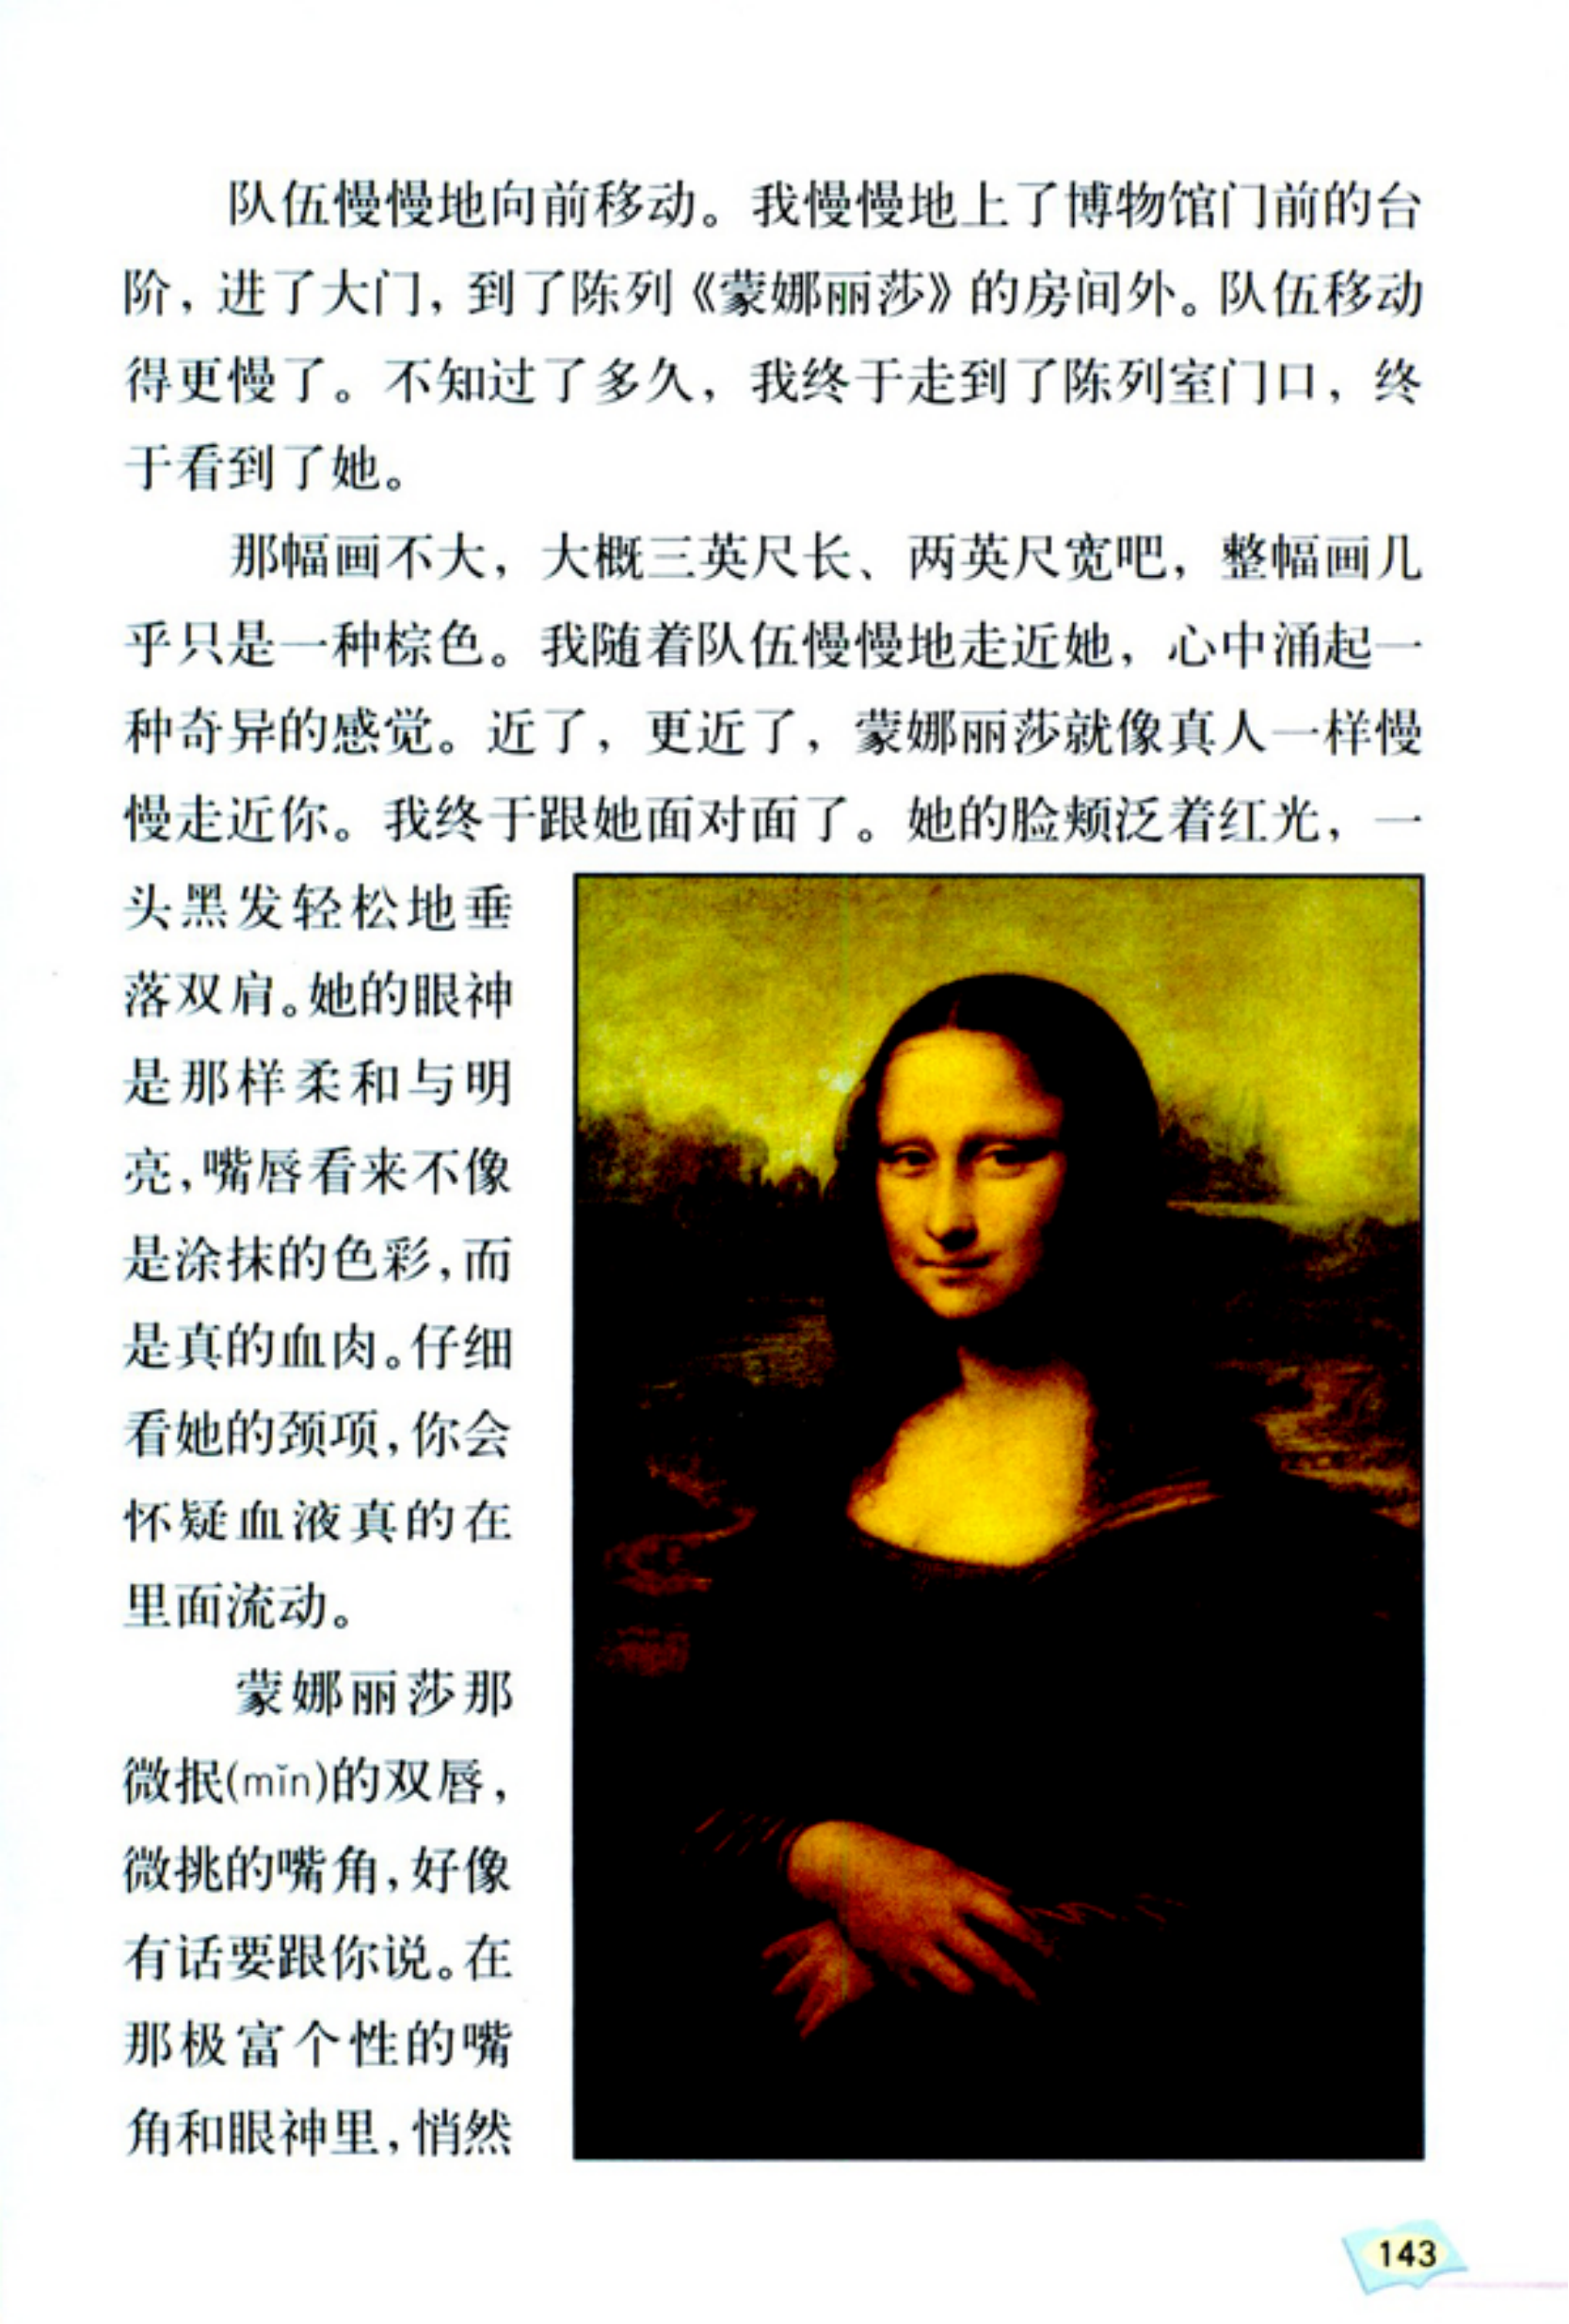 队伍慢慢地向前移动。我慢慢地上了博物馆门前的台
阶，进了大门，到了陈列《蒙娜丽莎》的房间外。队伍移动
得更慢了。不知过了多久，我终于走到了陈列室门口，终
于看到了她。
那幅画不大，大概三英尺长、两英尺宽吧，整幅画几
乎只是一种棕色。我随着队伍慢慢地走近她，心中涌起一
种奇异的感觉。近了，更近了，蒙娜丽莎就像真人一样慢
慢走近你。我终于跟她面对面了。她的脸颊泛着红光，一
头黑发轻松地垂
落双肩。她的眼神
是那样柔和与明
亮，嘴唇看来不像
是涂抹的色彩，而
是真的血肉。仔细
看她的颈项，你会
怀疑血液真的在
里面流动。
蒙娜丽莎那
微抿(mǐn)的双唇，
微挑的嘴角，好像
有话要跟你说。在
那极富个性的嘴
角和眼神里，悄然
143